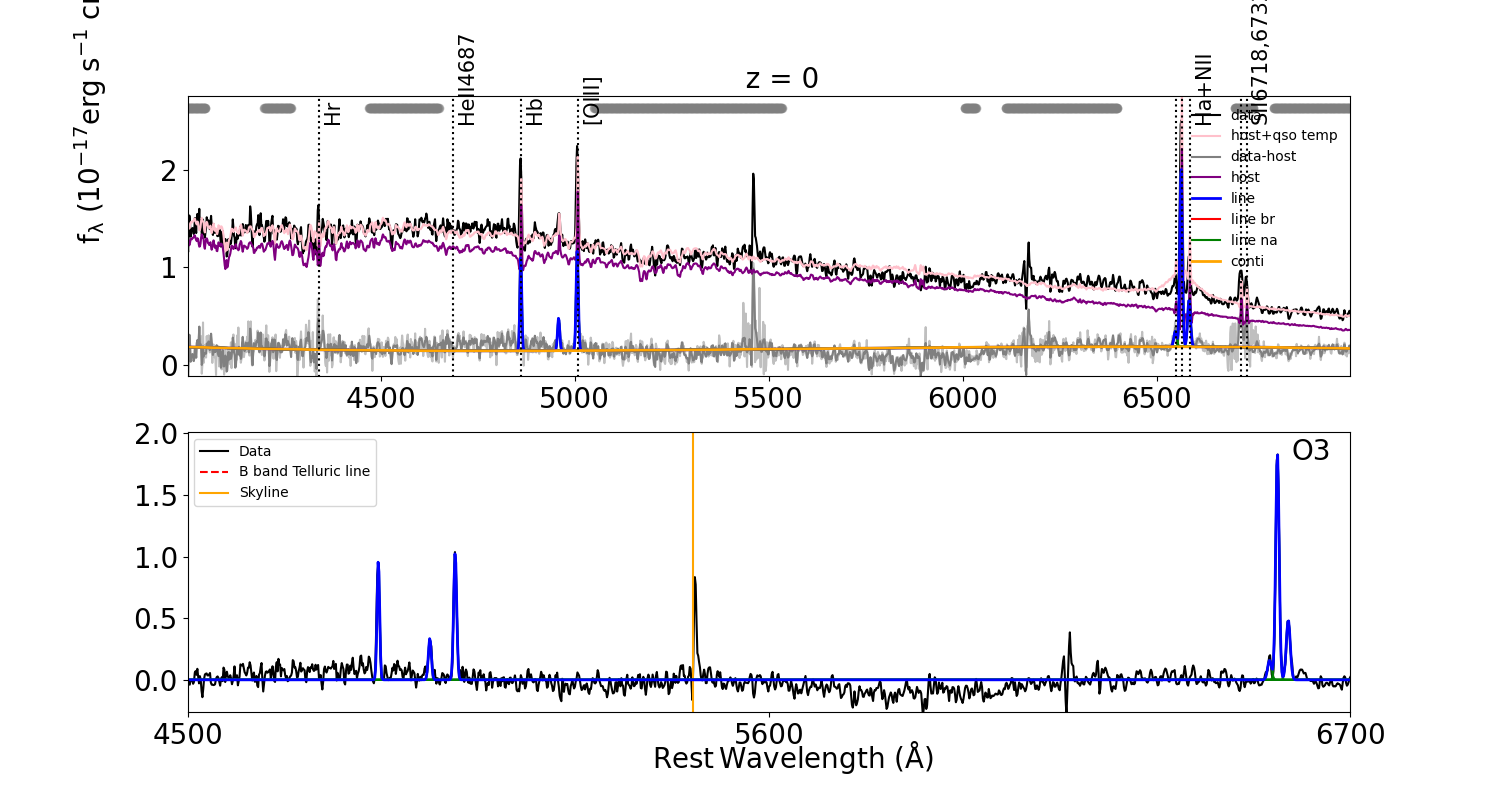 z = 0
fλ (10−17erg s−1 c
Hr
HeII4687
Hb
[OIII]
Ha+NII
SII6718,673
data
host+qso temp
data-host
host
line
line br
line na
conti
2
1
0
4500
5000
5500
6000
6500
Data
B band Telluric line
Skyline
O3
2.0
1.5
1.0
0.5
0.0
4500
5600
6700
Rest Wavelength (Å)